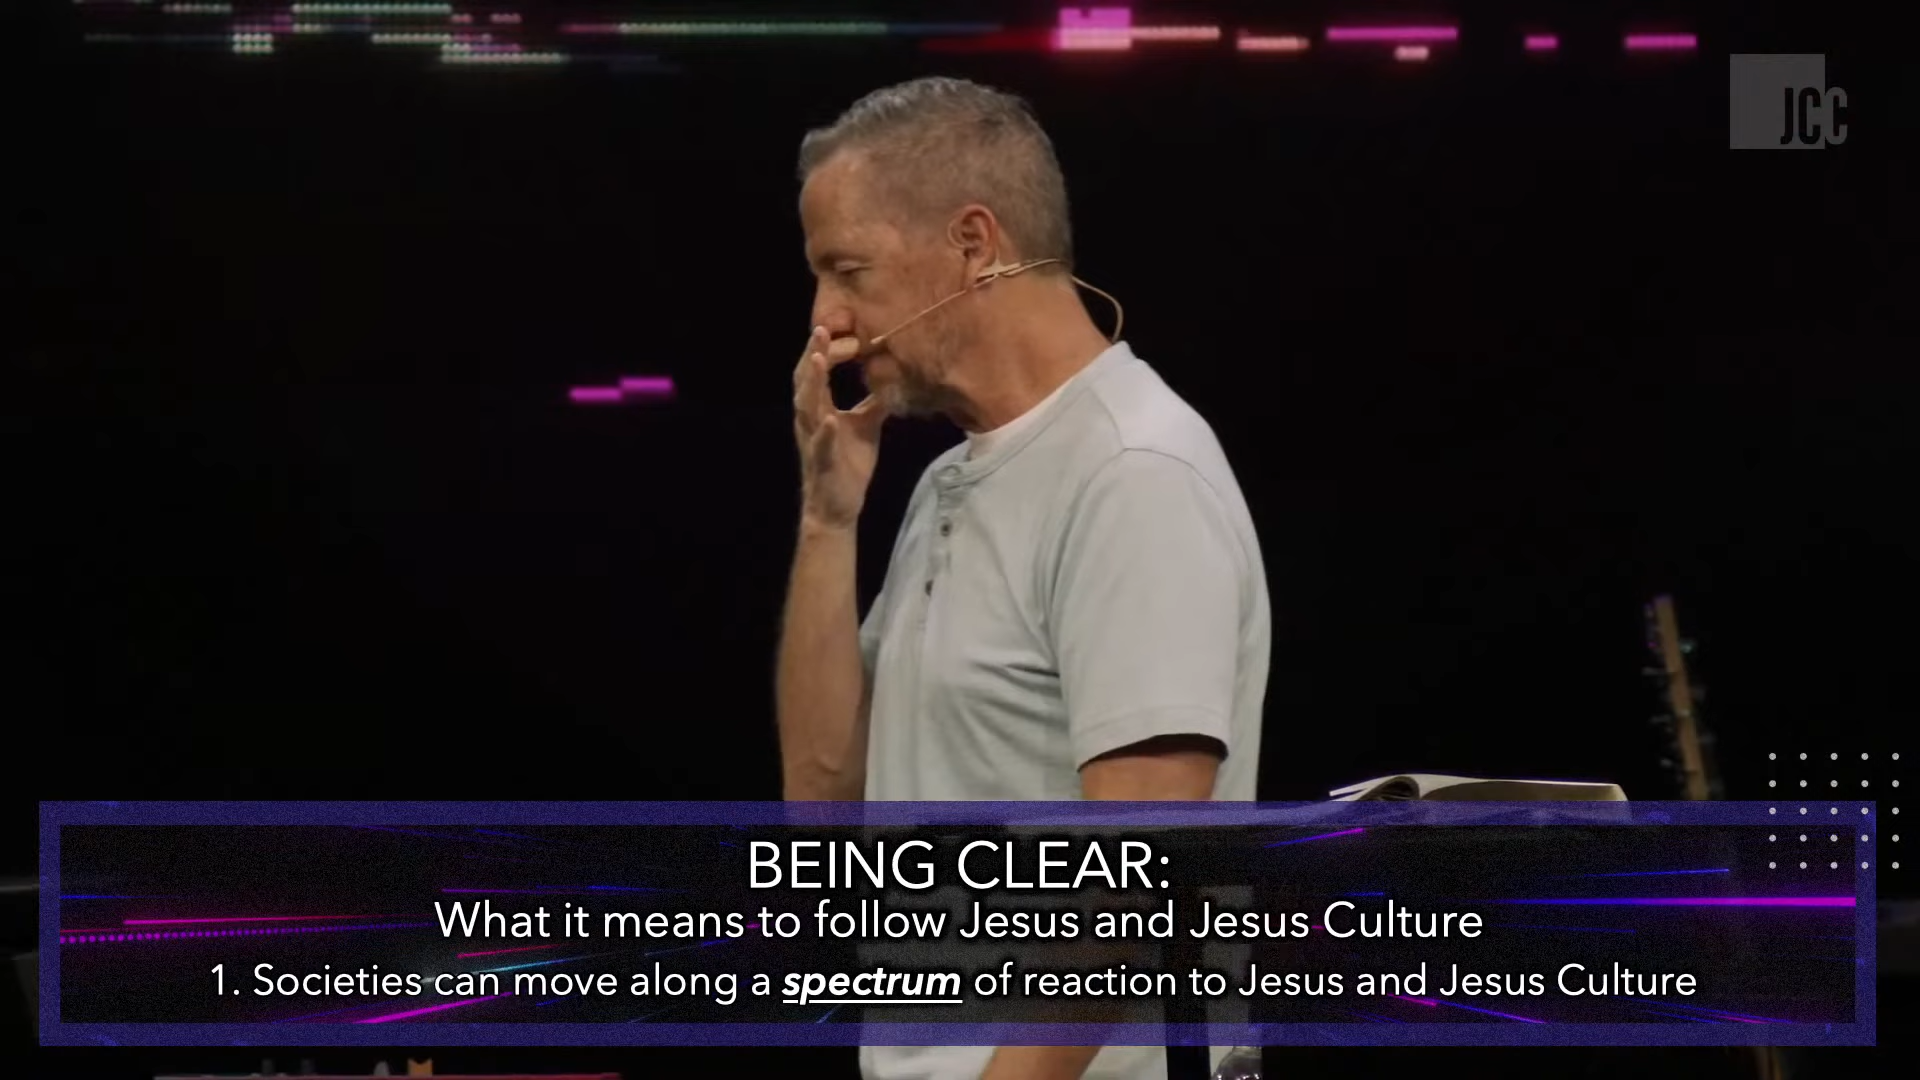 JCC
BEING CLEAR:
What it means to follow Jesus and Jesus Culture
1. Societies can move along a spectrum of reaction to Jesus and Jesus Culture